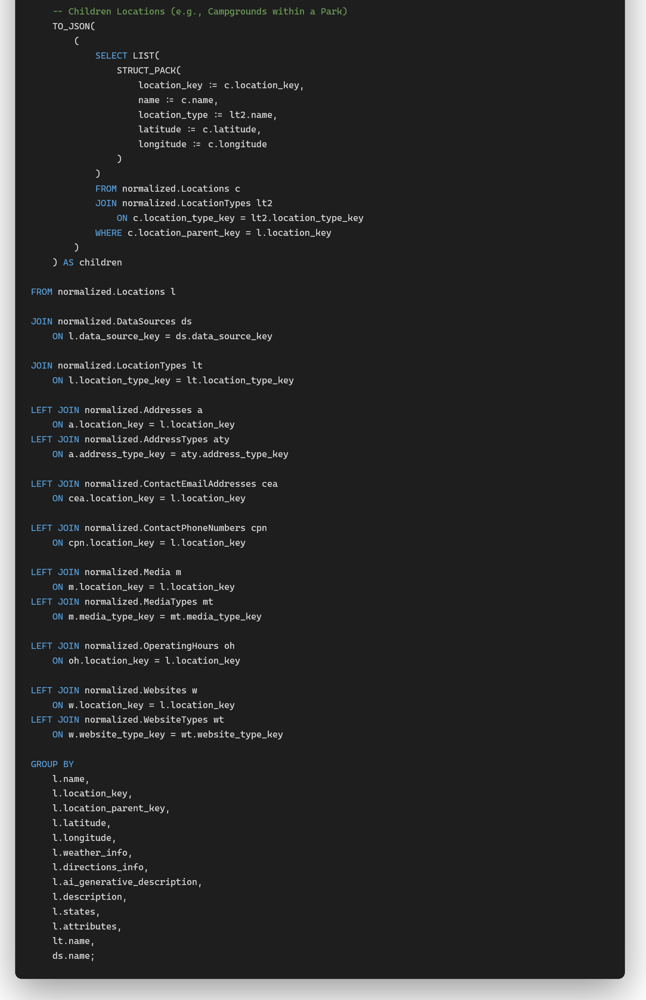 -- Children Locations (e.g., Campgrounds within a Park)
TO_JSON(
(
SELECT LIST(
STRUCT_PACK(
location_key := c.location_key,
name := c.name,
location_type := lt2.name,
latitude := c.latitude,
longitude := c.longitude
)
)
FROM normalized.Locations c
JOIN normalized.LocationTypes lt2
ON c.location_type_key = lt2.location_type_key
WHERE c.location_parent_key = l.location_key
)
) AS children
FROM normalized.Locations l
JOIN normalized.DataSources ds
ON l.data_source_key = ds.data_source_key
JOIN normalized.LocationTypes lt
ON l.location_type_key = lt.location_type_key
LEFT JOIN normalized.Addresses a
ON a.location_key = l.location_key
LEFT JOIN normalized.AddressTypes aty
ON a.address_type_key = aty.address_type_key
LEFT JOIN normalized.ContactEmailAddresses cea
ON cea.location_key = l.location_key
LEFT JOIN normalized.ContactPhoneNumbers cpn
ON cpn.location_key = l.location_key
LEFT JOIN normalized.Media m
ON m.location_key = l.location_key
LEFT JOIN normalized.MediaTypes mt
ON m.media_type_key = mt.media_type_key
LEFT JOIN normalized.OperatingHours oh
ON oh.location_key = l.location_key
LEFT JOIN normalized.Websites w
ON w.location_key = l.location_key
LEFT JOIN normalized.WebsiteTypes wt
ON w.website_type_key = wt.website_type_key
GROUP BY
l.name,
l.location_key,
l.location_parent_key,
l.latitude,
l.longitude,
l.weather_info,
l.directions_info,
l.ai_generative_description,
l.description,
l.states,
l.attributes,
lt.name,
ds.name;